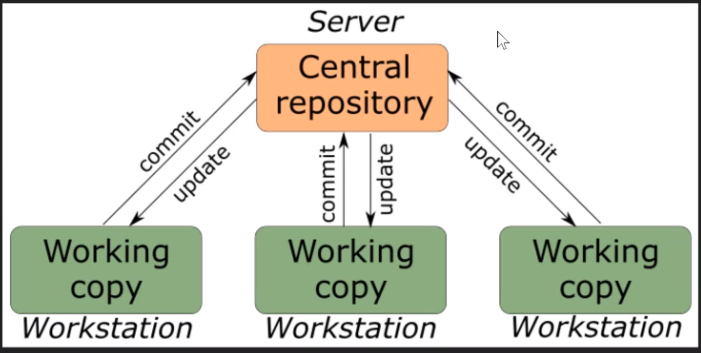 Server
Central
repository
commit
update
commit
update
commit
update
Working
copy
Working
copy
Working
copy
Workstation
Workstation
Workstation